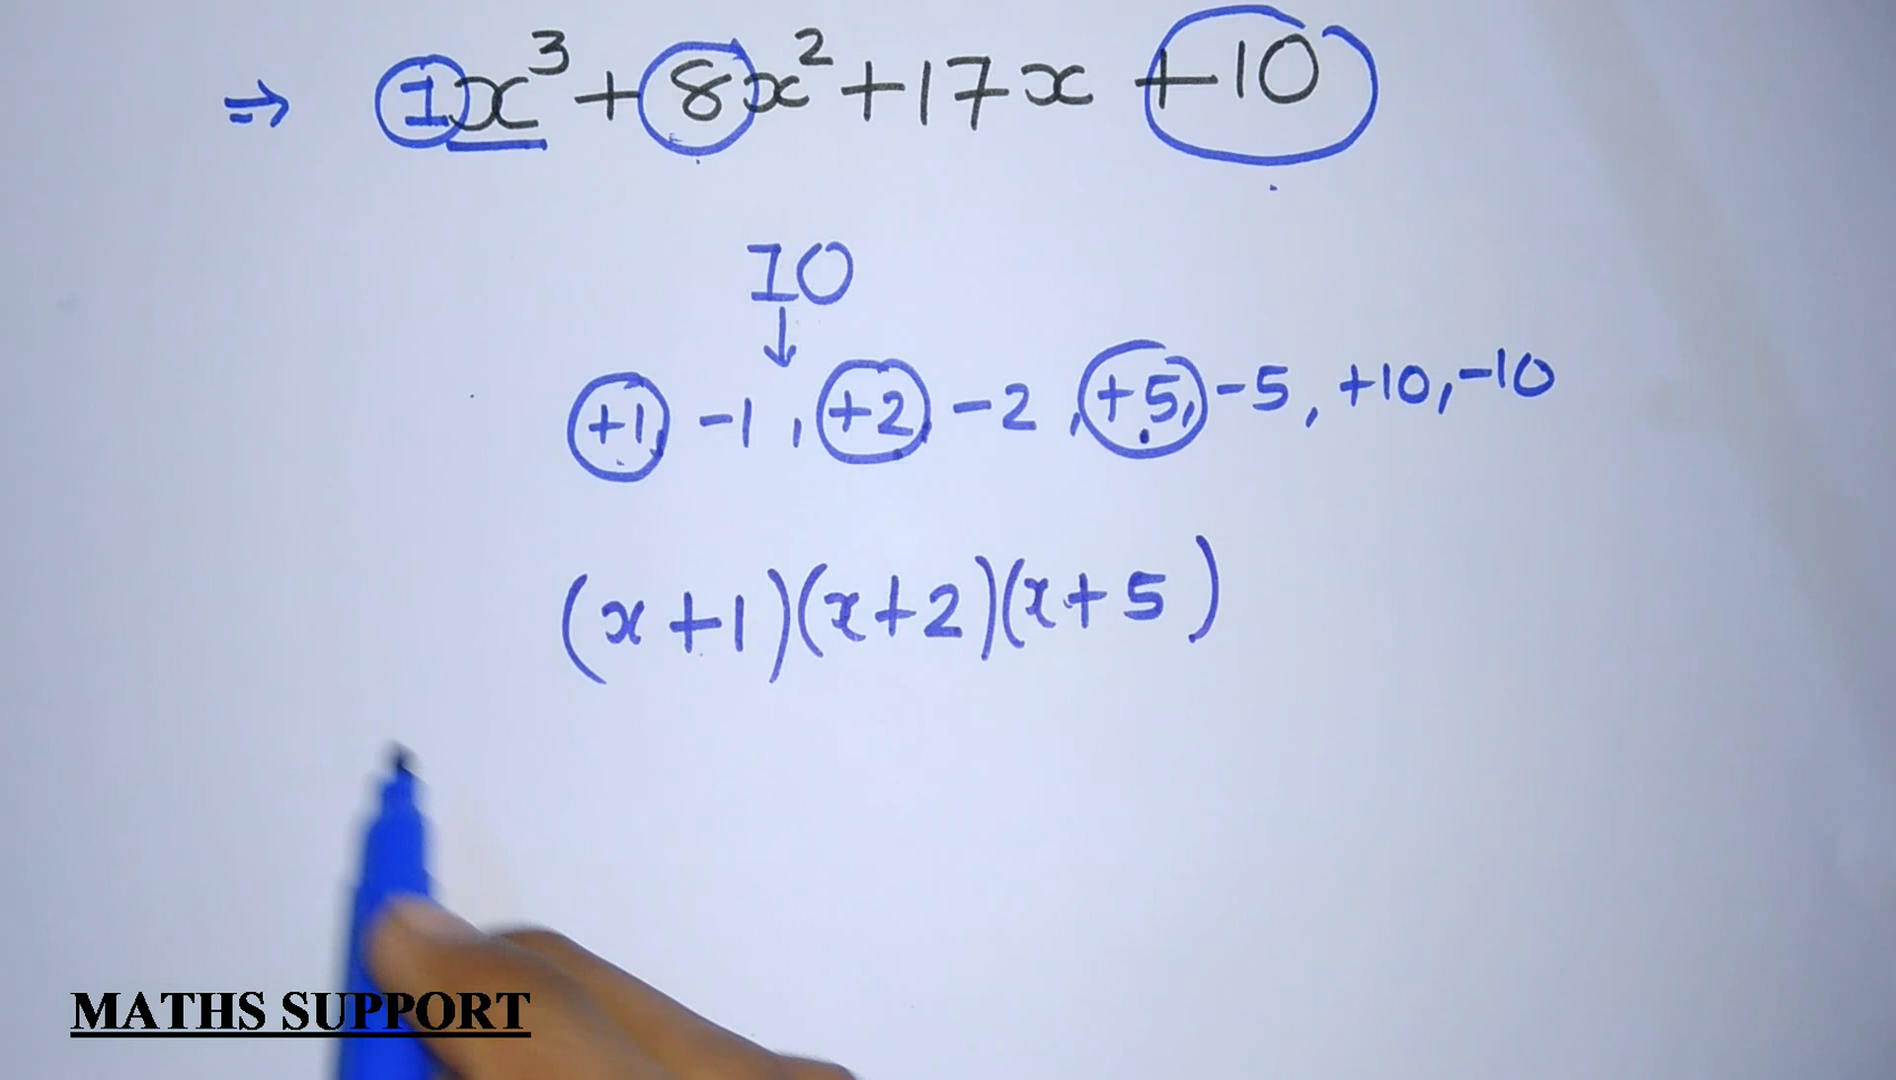 ⇒ 1x³ + 8x² + 17x + 10
10
↓
+1, -1, +2, -2, +5, -5, +10, -10
(x+1)(x+2)(x+5)
MATHS SUPPORT